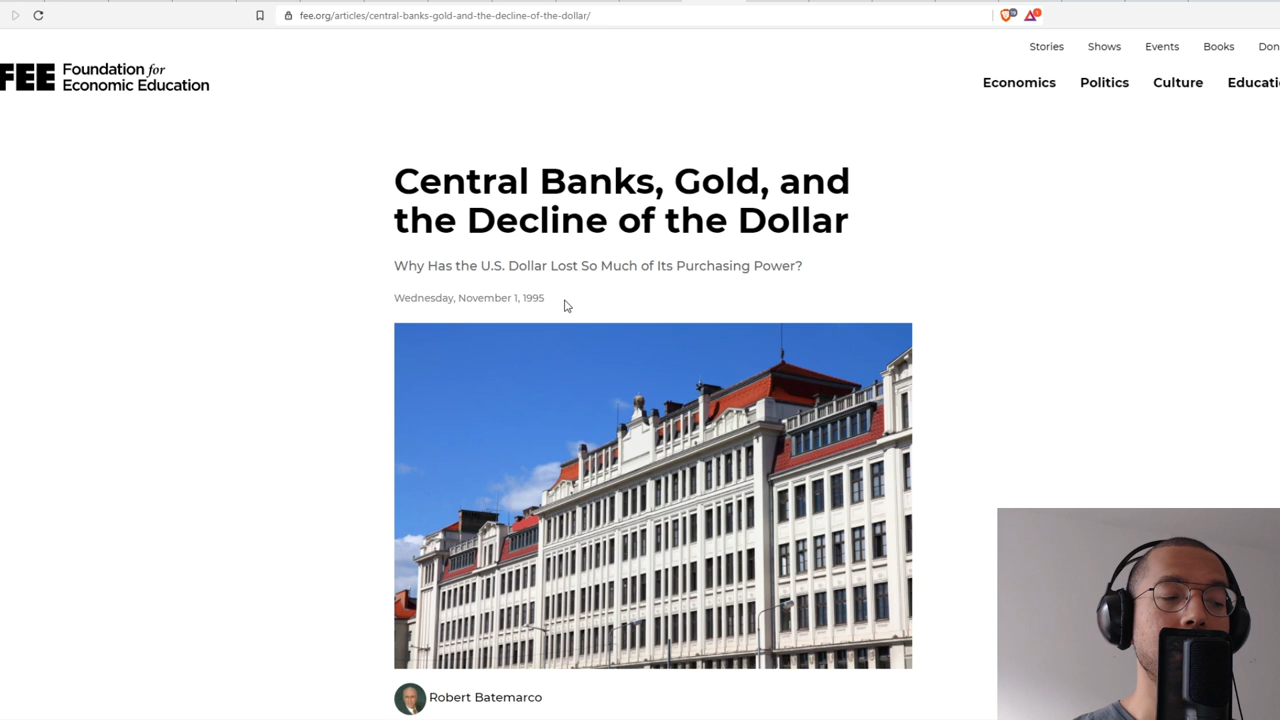 fee.org/articles/central-banks-gold-and-the-decline-of-the-dollar/
Stories Shows Events Books Don
FEE Foundation for
Economic Education
Economics Politics Culture Educati
Central Banks, Gold, and
the Decline of the Dollar
Why Has the U.S. Dollar Lost So Much of Its Purchasing Power?
Wednesday, November 1, 1995
Robert Batemarco